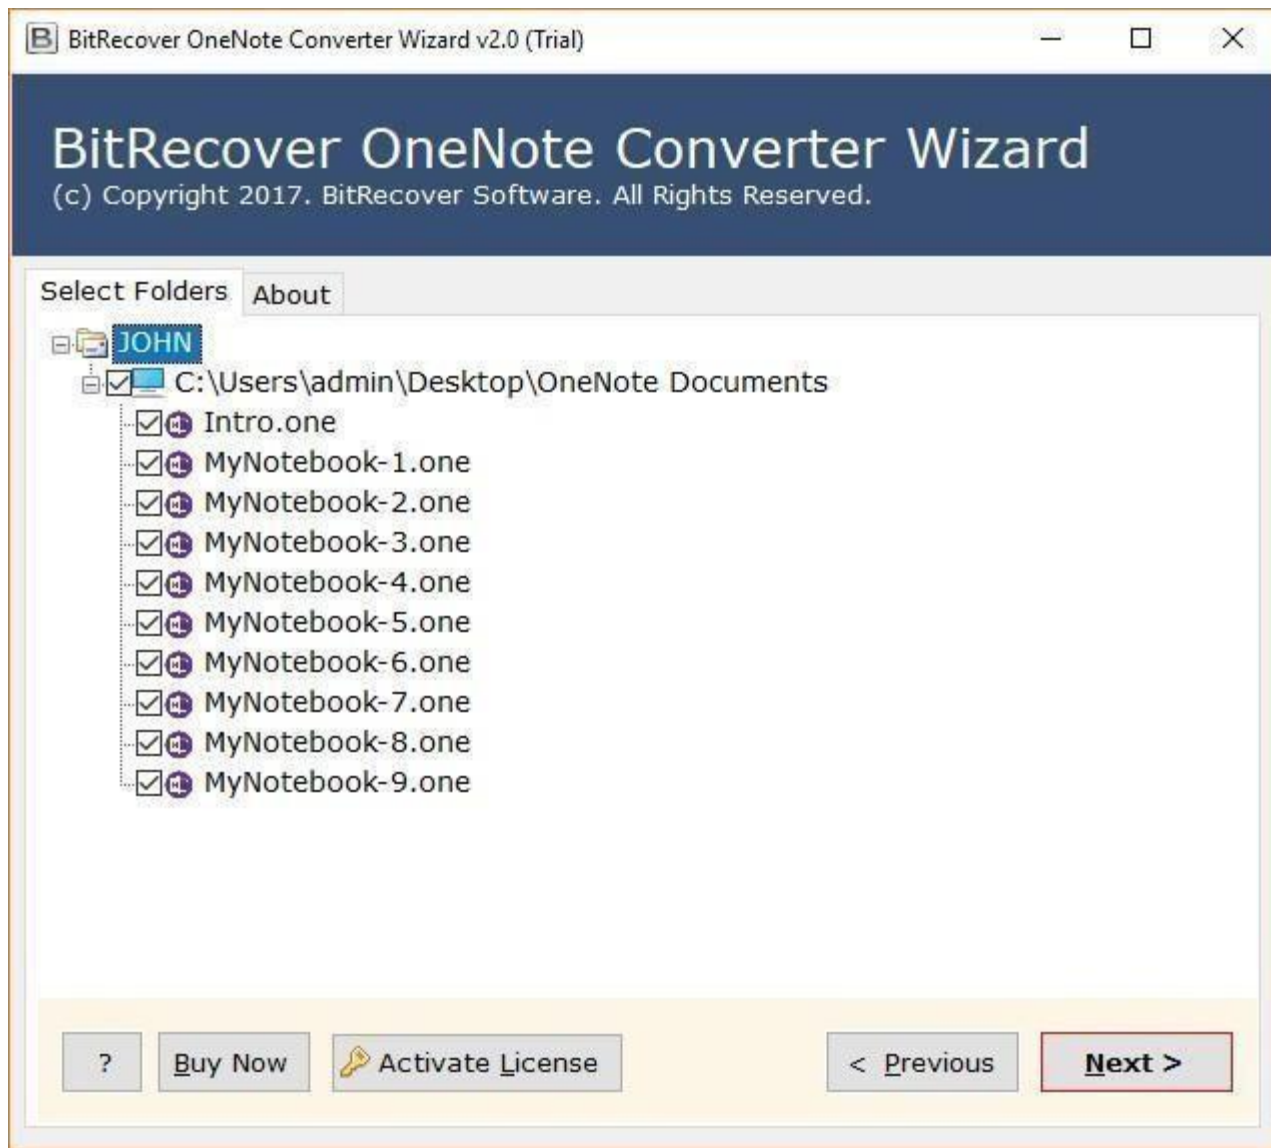 BitRecover OneNote Converter Wizard v2.0 (Trial)
BitRecover OneNote Converter Wizard
(c) Copyright 2017. BitRecover Software. All Rights Reserved.
Select Folders About
JOHN
C:\Users\admin\Desktop\OneNote Documents
Intro.one
MyNotebook-1.one
MyNotebook-2.one
MyNotebook-3.one
MyNotebook-4.one
MyNotebook-5.one
MyNotebook-6.one
MyNotebook-7.one
MyNotebook-8.one
MyNotebook-9.one
? Buy Now Activate License < Previous Next >